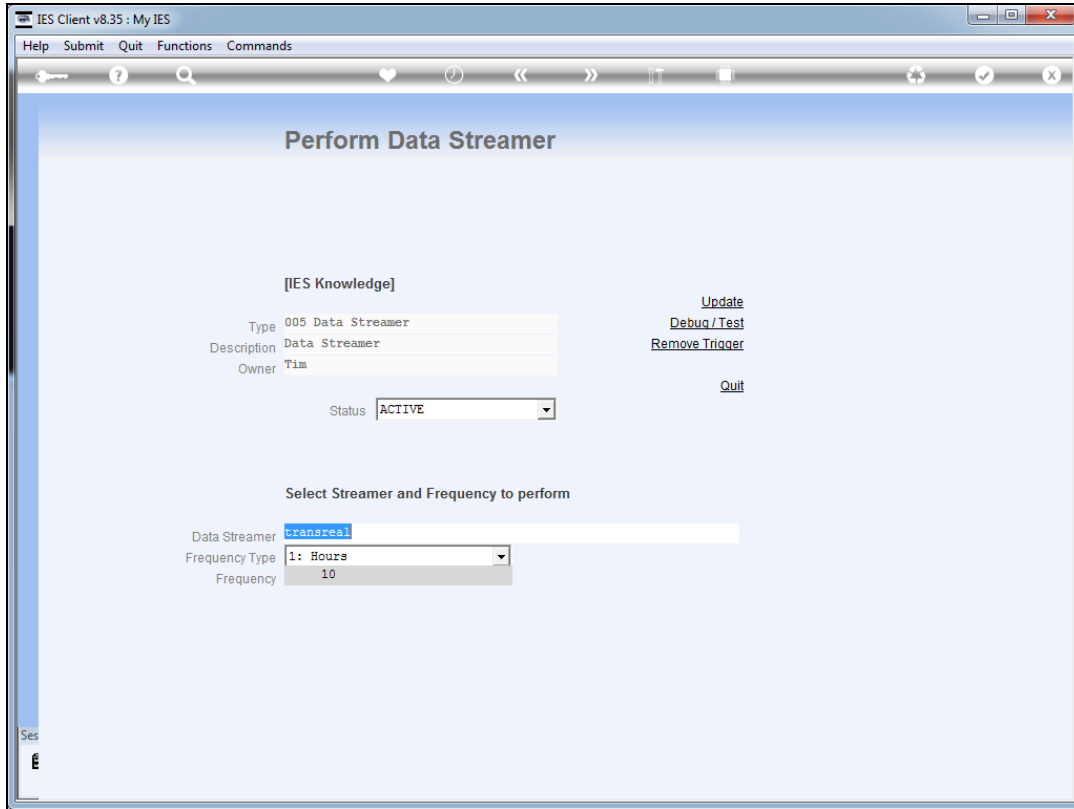 IES Client v8.35 : My IES
Help Submit Quit Functions Commands
Perform Data Streamer
[IES Knowledge]
Update
Type 005 Data Streamer
Debug / Test
Description Data Streamer
Remove Trigger
Owner Tim
Quit
Status ACTIVE
Select Streamer and Frequency to perform
Data Streamer transreal
Frequency Type 1: Hours
Frequency 10
Ses